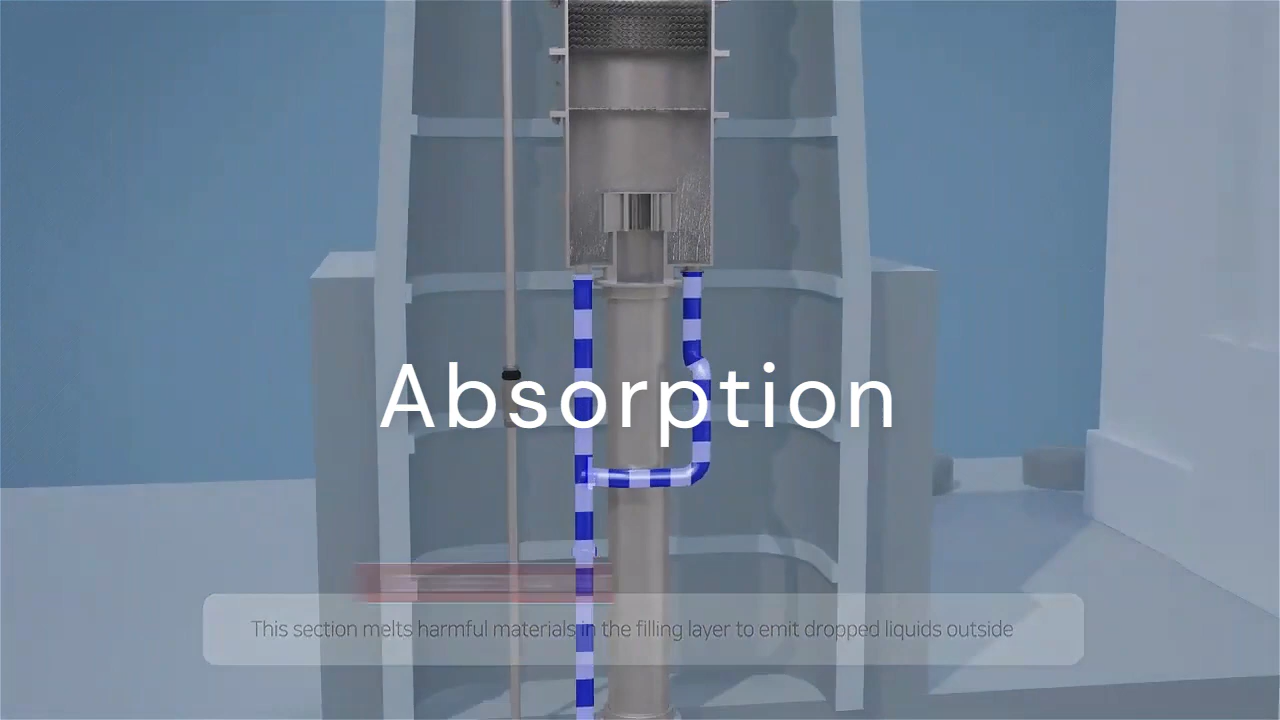 Absorption
This section melts harmful materials in the filling layer to emit dropped liquids outside